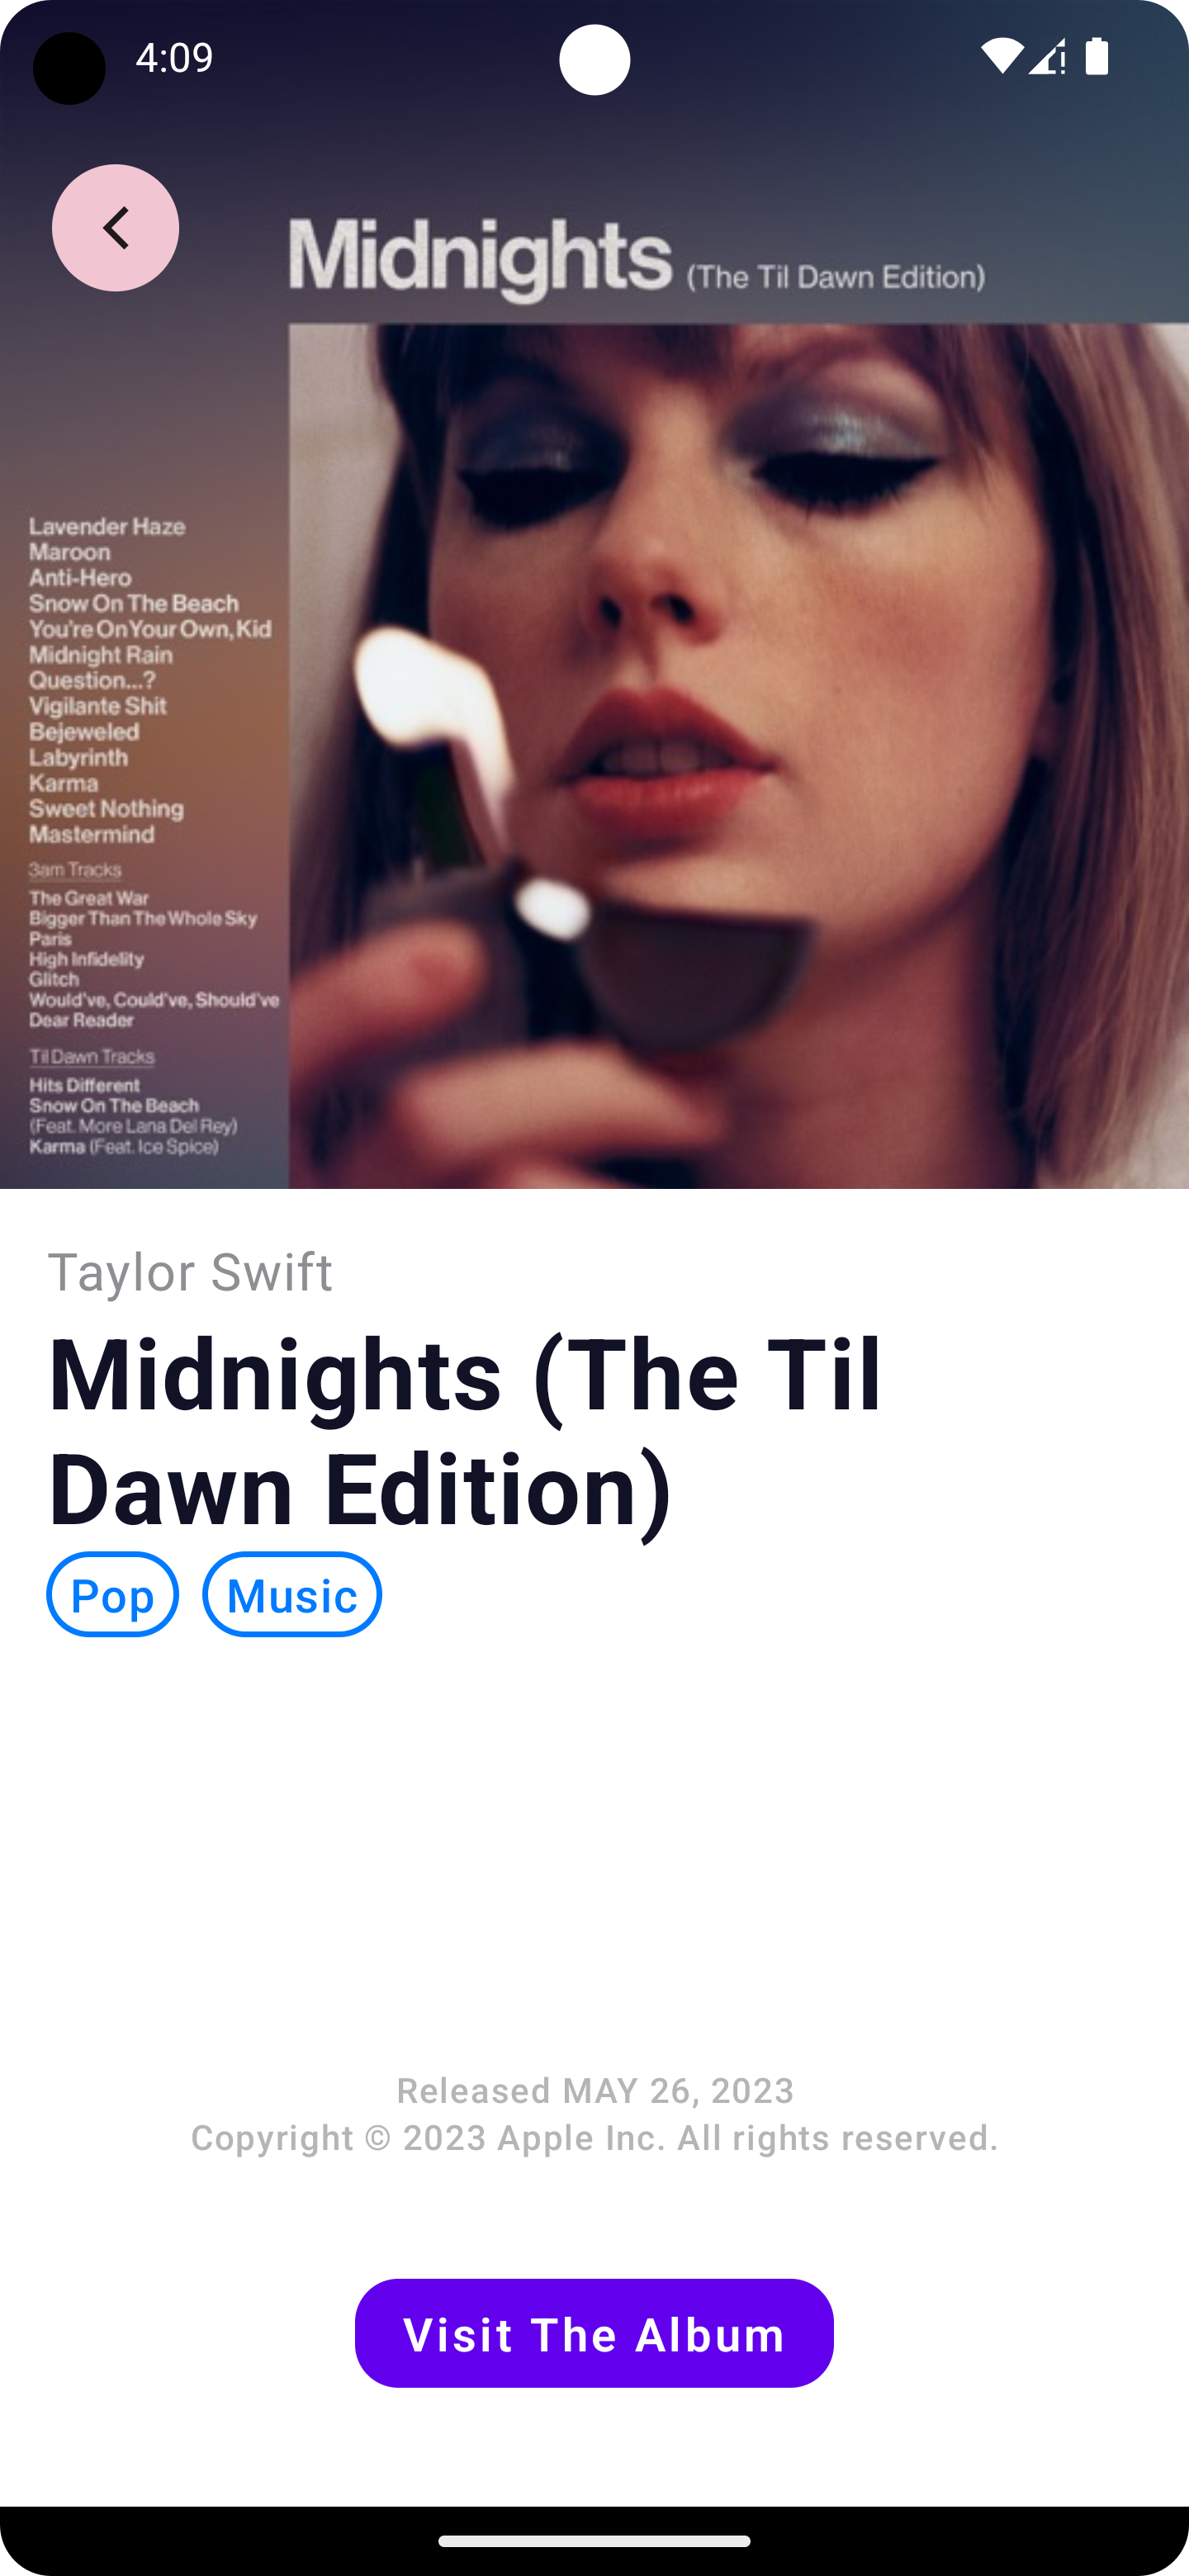 4:09
Midnights (The Til Dawn Edition)
Lavender Haze
Maroon
Anti-Hero
Snow On The Beach
You're On Your Own, Kid
Midnight Rain
Question...?
Vigilante Shit
Bejeweled
Labyrinth
Karma
Sweet Nothing
Mastermind
3am Tracks
The Great War
Bigger Than The Whole Sky
Paris
High Infidelity
Glitch
Would've, Could've, Should've
Dear Reader
Til Dawn Tracks
Hits Different
Snow On The Beach
(Feat. More Lana Del Rey)
Karma (Feat. Ice Spice)
Taylor Swift
Midnights (The Til
Dawn Edition)
Pop Music
Released MAY 26, 2023
Copyright © 2023 Apple Inc. All rights reserved.
Visit The Album